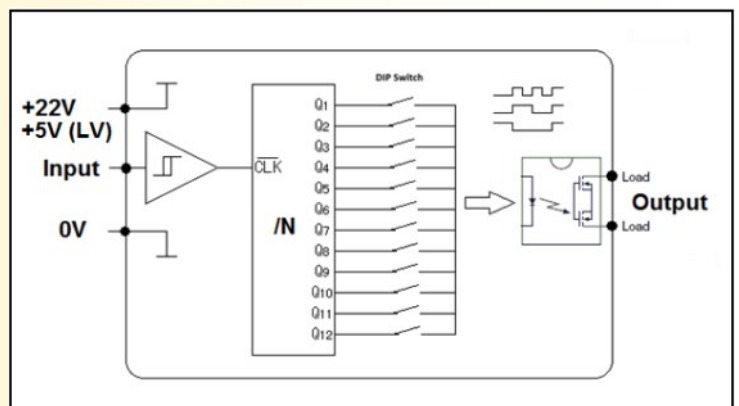 DIP Switch
+22V
+5V (LV)
Input
0V
CLK
/N
Q1
Q2
Q3
Q4
Q5
Q6
Q7
Q8
Q9
Q10
Q11
Q12
Load
Output
Load